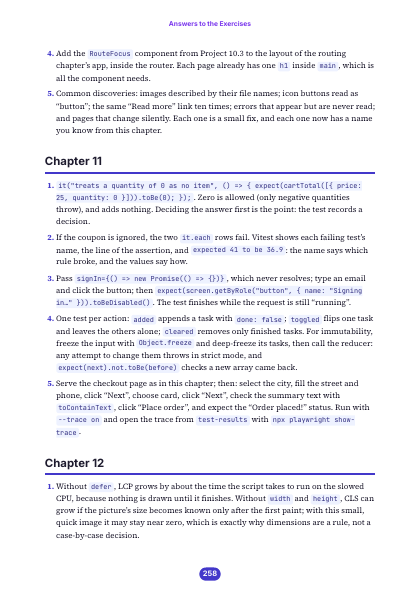 Answers to the Exercises
4. Add the RouteFocus component from Project 10.3 to the layout of the routing
chapter's app, inside the router. Each page already has one h1 inside main, which is
all the component needs.
5. Common discoveries: images described by their file names; icon buttons read as
"button"; the same "Read more" link ten times; errors that appear but are never read;
and pages that change silently. Each one is a small fix, and each one now has a name
you know from this chapter.
Chapter 11
1. it("treats a quantity of 0 as no item", () => { expect(cartTotal([{ price:
25, quantity: 0 }])).toBe(0); });. Zero is allowed (only negative quantities
throw), and adds nothing. Deciding the answer first is the point: the test records a
decision.
2. If the coupon is ignored, the two it.each rows fail. Vitest shows each failing test's
name, the line of the assertion, and expected 41 to be 36.9: the name says which
rule broke, and the values say how.
3. Pass signIn={() => new Promise(() => {})}, which never resolves; type an email
and click the button; then expect(screen.getByRole("button", { name: "Signing
in…" })).toBeDisabled(). The test finishes while the request is still "running".
4. One test per action: added appends a task with done: false; toggled flips one task
and leaves the others alone; cleared removes only finished tasks. For immutability,
freeze the input with Object.freeze and deep-freeze its tasks, then call the reducer:
any attempt to change them throws in strict mode, and
expect(next).not.toBe(before) checks a new array came back.
5. Serve the checkout page as in this chapter; then: select the city, fill the street and
phone, click "Next", choose card, click "Next", check the summary text with
toContainText, click "Place order", and expect the "Order placed!" status. Run with
--trace on and open the trace from test-results with npx playwright show-
trace.
Chapter 12
1. Without defer, LCP grows by about the time the script takes to run on the slowed
CPU, because nothing is drawn until it finishes. Without width and height, CLS can
grow if the picture's size becomes known only after the first paint; with this small,
quick image it may stay near zero, which is exactly why dimensions are a rule, not a
case-by-case decision.
258